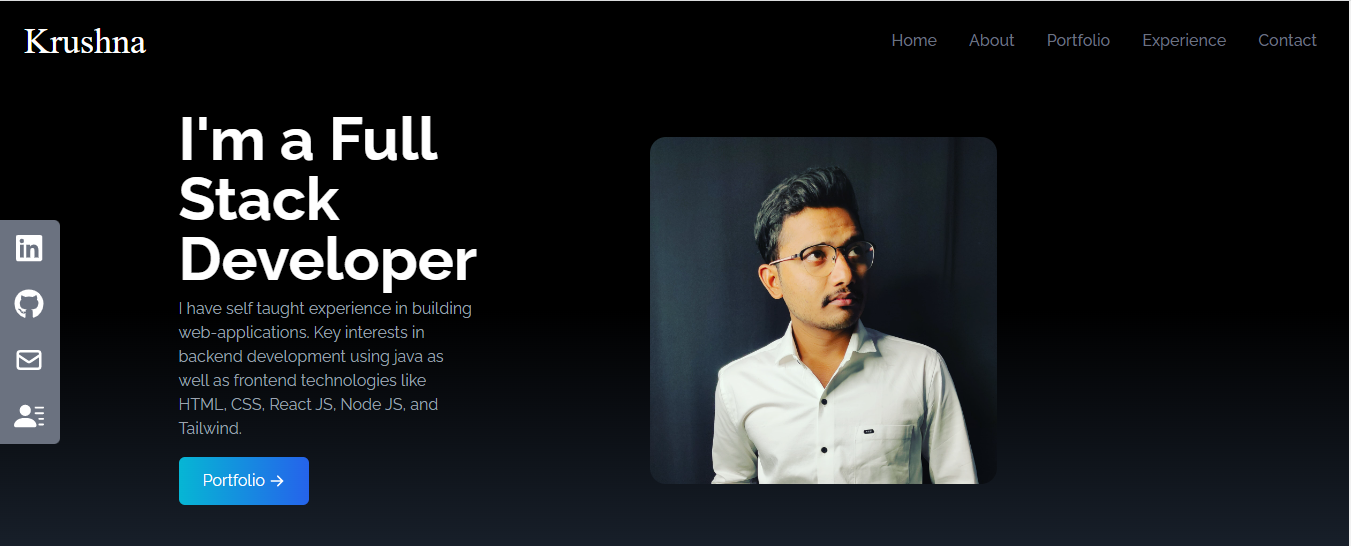 Krushna
Home
About
Portfolio
Experience
Contact
I'm a Full
Stack
Developer
I have self taught experience in building
web-applications. Key interests in
backend development using java as
well as frontend technologies like
HTML, CSS, React JS, Node JS, and
Tailwind.
Portfolio →
in